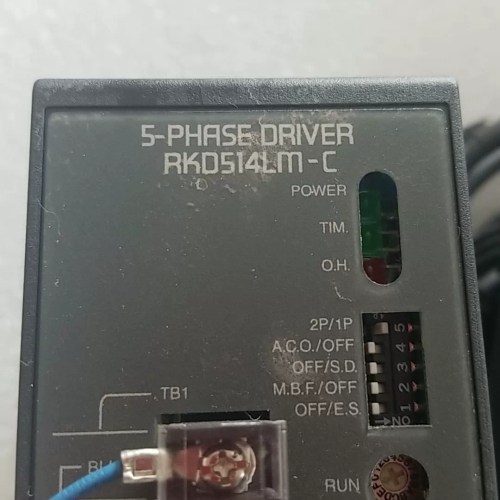 5-PHASE DRIVER
RKD514LM-C
POWER
TIM.
O.H.
2P/1P
A.C.O./OFF
OFF/S.D.
M.B.F./OFF
OFF/E.S.
5
4
3
2
1
NO
TB1
BLU
RUN